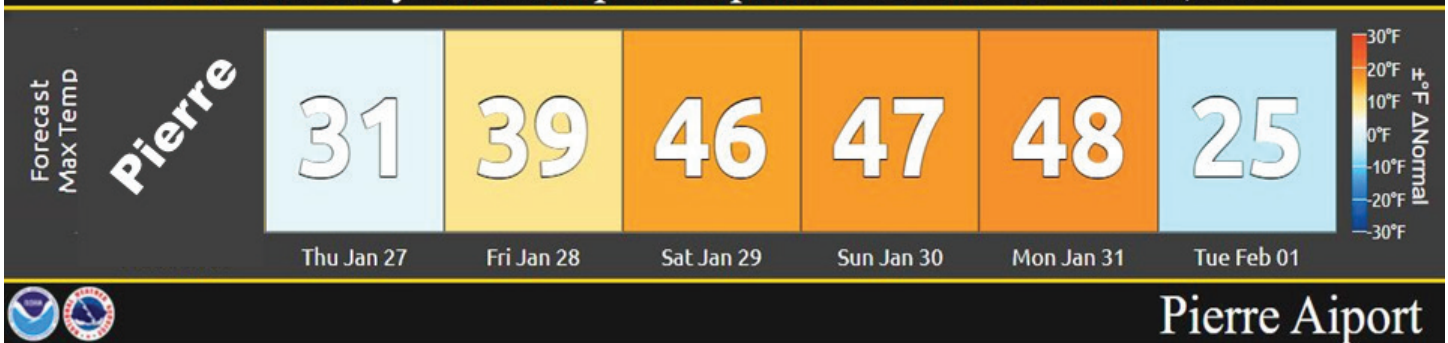 Forecast
Max Temp
Pierre
31 39 46 47 48 25
Thu Jan 27 Fri Jan 28 Sat Jan 29 Sun Jan 30 Mon Jan 31 Tue Feb 01
30°F
20°F
10°F
0°F
-10°F
-20°F
-30°F
±°F ΔNormal
Pierre Aiport